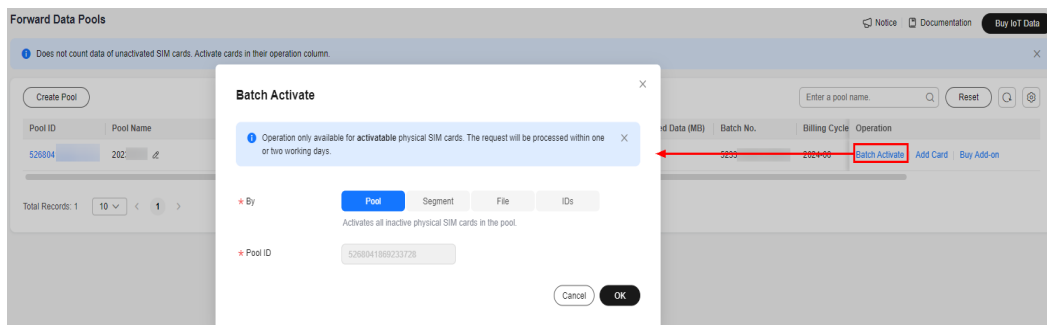 Forward Data Pools
Notice
Documentation
Buy IoT Data
Does not count data of unactivated SIM cards. Activate cards in their operation column.
Create Pool
Enter a pool name.
Reset
Pool ID
Pool Name
ed Data (MB)
Batch No.
Billing Cycle
Operation
526804
202
5293
2024-08
Batch Activate
Add Card
Buy Add-on
Total Records: 1
10
1
Batch Activate
Operation only available for activatable physical SIM cards. The request will be processed within one
or two working days.
* By
Pool
Segment
File
IDs
Activates all inactive physical SIM cards in the pool.
* Pool ID
5268041869233728
Cancel
OK